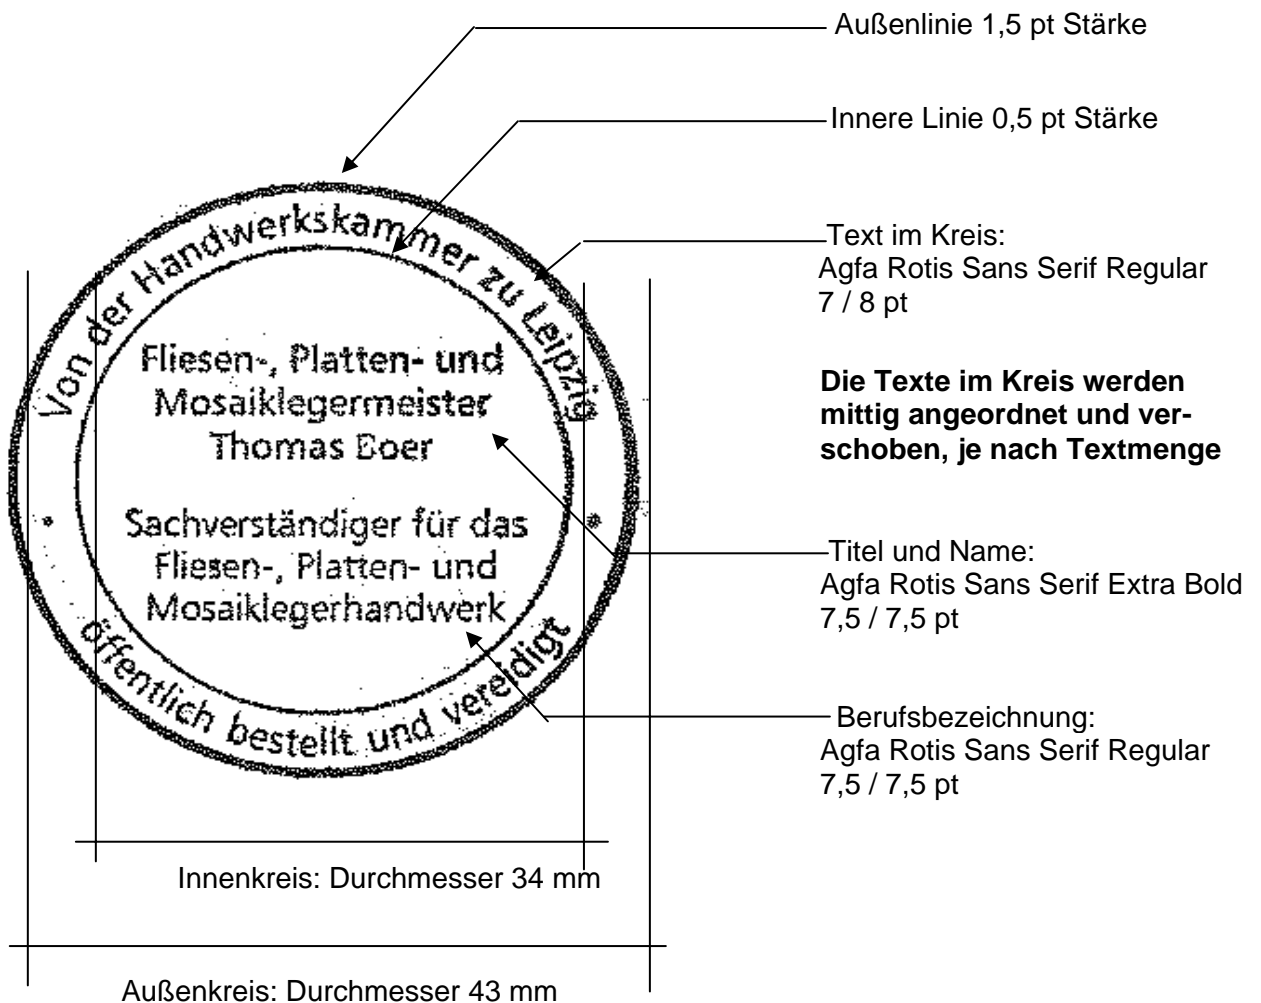 Außenlinie 1,5 pt Stärke
Innere Linie 0,5 pt Stärke
Von der Handwerkskammer zu Leipzig
Fliesen-, Platten- und
Mosaiklegermeister
Thomas Boer
Sachverständiger für das
Fliesen-, Platten- und
Mosaiklegerhandwerk
öffentlich bestellt und vereidigt
Text im Kreis:
Agfa Rotis Sans Serif Regular
7 / 8 pt
Die Texte im Kreis werden
mittig angeordnet und ver-
schoben, je nach Textmenge
Titel und Name:
Agfa Rotis Sans Serif Extra Bold
7,5 / 7,5 pt
Berufsbezeichnung:
Agfa Rotis Sans Serif Regular
7,5 / 7,5 pt
Innenkreis: Durchmesser 34 mm
Außenkreis: Durchmesser 43 mm